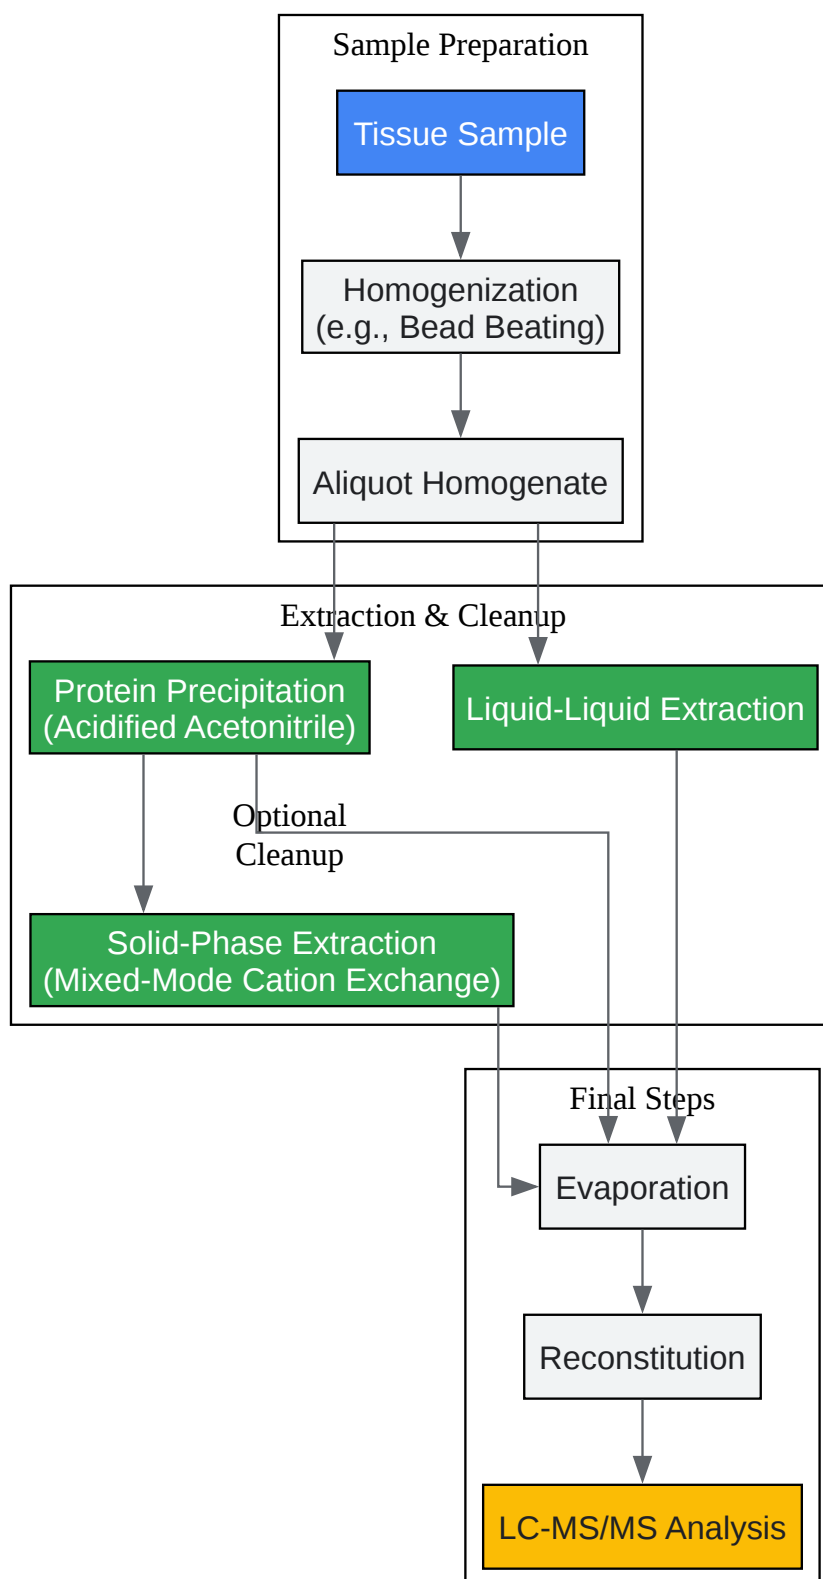 Sample Preparation
Tissue Sample
Homogenization
(e.g., Bead Beating)
Aliquot Homogenate
Extraction & Cleanup
Protein Precipitation
(Acidified Acetonitrile)
Liquid-Liquid Extraction
Optional
Cleanup
Solid-Phase Extraction
(Mixed-Mode Cation Exchange)
Final Steps
Evaporation
Reconstitution
LC-MS/MS Analysis